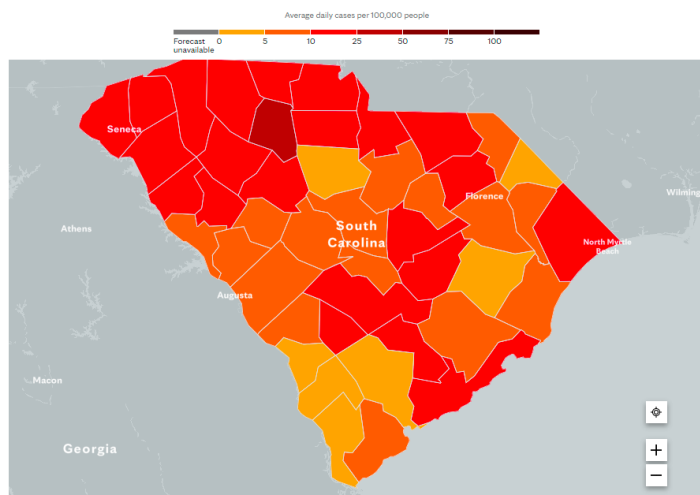 Average daily cases per 100,000 people
Forecast
unavailable
0
5
10
25
50
75
100
Seneca
Wilming
Florence
Athens
South
Carolina
North Myrtle
Beach
Augusta
Macon
Georgia
+
−